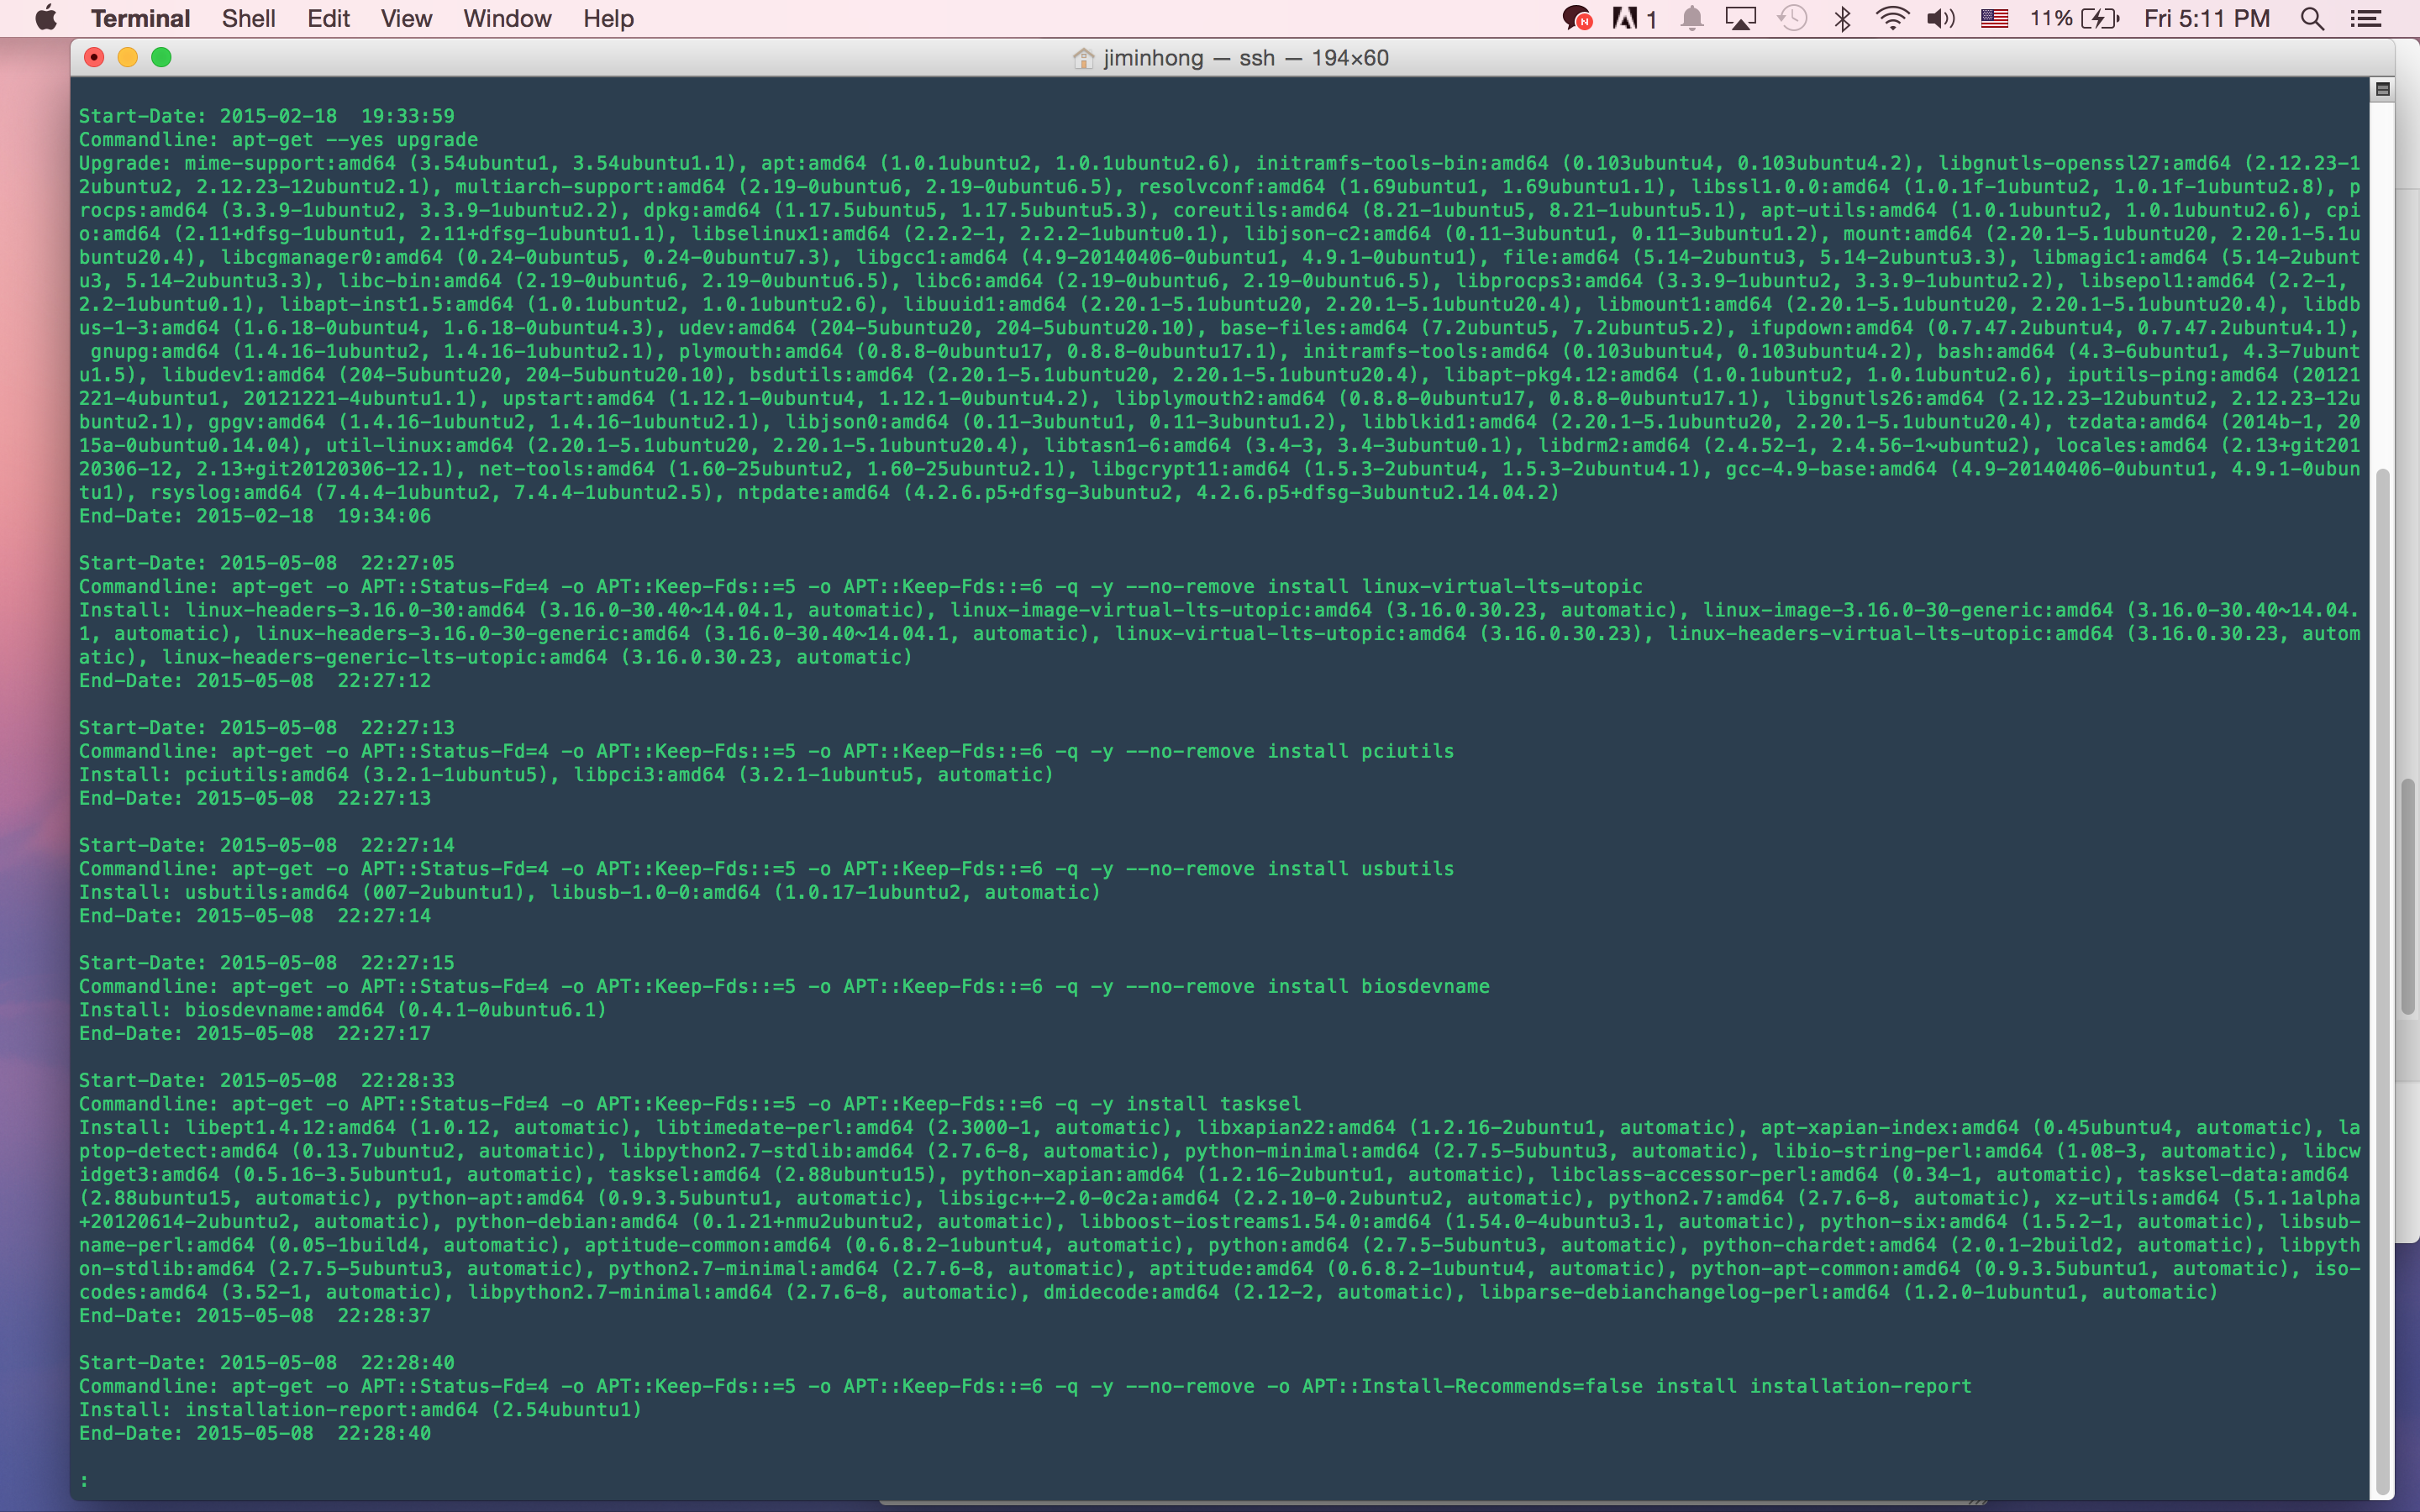 Terminal Shell Edit View Window Help N 1 11% Fri 5:11 PM
jiminhong — ssh — 194×60
Start-Date: 2015-02-18  19:33:59
Commandline: apt-get --yes upgrade
Upgrade: mime-support:amd64 (3.54ubuntu1, 3.54ubuntu1.1), apt:amd64 (1.0.1ubuntu2, 1.0.1ubuntu2.6), initramfs-tools-bin:amd64 (0.103ubuntu4, 0.103ubuntu4.2), libgnutls-openssl27:amd64 (2.12.23-1
2ubuntu2, 2.12.23-12ubuntu2.1), multiarch-support:amd64 (2.19-0ubuntu6, 2.19-0ubuntu6.5), resolvconf:amd64 (1.69ubuntu1, 1.69ubuntu1.1), libssl1.0.0:amd64 (1.0.1f-1ubuntu2, 1.0.1f-1ubuntu2.8), p
rocps:amd64 (3.3.9-1ubuntu2, 3.3.9-1ubuntu2.2), dpkg:amd64 (1.17.5ubuntu5, 1.17.5ubuntu5.3), coreutils:amd64 (8.21-1ubuntu5, 8.21-1ubuntu5.1), apt-utils:amd64 (1.0.1ubuntu2, 1.0.1ubuntu2.6), cpi
o:amd64 (2.11+dfsg-1ubuntu1, 2.11+dfsg-1ubuntu1.1), libselinux1:amd64 (2.2.2-1, 2.2.2-1ubuntu0.1), libjson-c2:amd64 (0.11-3ubuntu1, 0.11-3ubuntu1.2), mount:amd64 (2.20.1-5.1ubuntu20, 2.20.1-5.1u
buntu20.4), libcgmanager0:amd64 (0.24-0ubuntu5, 0.24-0ubuntu7.3), libgcc1:amd64 (4.9-20140406-0ubuntu1, 4.9.1-0ubuntu1), file:amd64 (5.14-2ubuntu3, 5.14-2ubuntu3.3), libmagic1:amd64 (5.14-2ubunt
u3, 5.14-2ubuntu3.3), libc-bin:amd64 (2.19-0ubuntu6, 2.19-0ubuntu6.5), libc6:amd64 (2.19-0ubuntu6, 2.19-0ubuntu6.5), libprocps3:amd64 (3.3.9-1ubuntu2, 3.3.9-1ubuntu2.2), libsepol1:amd64 (2.2-1,
2.2-1ubuntu0.1), libapt-inst1.5:amd64 (1.0.1ubuntu2, 1.0.1ubuntu2.6), libuuid1:amd64 (2.20.1-5.1ubuntu20, 2.20.1-5.1ubuntu20.4), libmount1:amd64 (2.20.1-5.1ubuntu20, 2.20.1-5.1ubuntu20.4), libdb
us-1-3:amd64 (1.6.18-0ubuntu4, 1.6.18-0ubuntu4.3), udev:amd64 (204-5ubuntu20, 204-5ubuntu20.10), base-files:amd64 (7.2ubuntu5, 7.2ubuntu5.2), ifupdown:amd64 (0.7.47.2ubuntu4, 0.7.47.2ubuntu4.1),
 gnupg:amd64 (1.4.16-1ubuntu2, 1.4.16-1ubuntu2.1), plymouth:amd64 (0.8.8-0ubuntu17, 0.8.8-0ubuntu17.1), initramfs-tools:amd64 (0.103ubuntu4, 0.103ubuntu4.2), bash:amd64 (4.3-6ubuntu1, 4.3-7ubunt
u1.5), libudev1:amd64 (204-5ubuntu20, 204-5ubuntu20.10), bsdutils:amd64 (2.20.1-5.1ubuntu20, 2.20.1-5.1ubuntu20.4), libapt-pkg4.12:amd64 (1.0.1ubuntu2, 1.0.1ubuntu2.6), iputils-ping:amd64 (20121
221-4ubuntu1, 20121221-4ubuntu1.1), upstart:amd64 (1.12.1-0ubuntu4, 1.12.1-0ubuntu4.2), libplymouth2:amd64 (0.8.8-0ubuntu17, 0.8.8-0ubuntu17.1), libgnutls26:amd64 (2.12.23-12ubuntu2, 2.12.23-12u
buntu2.1), gpgv:amd64 (1.4.16-1ubuntu2, 1.4.16-1ubuntu2.1), libjson0:amd64 (0.11-3ubuntu1, 0.11-3ubuntu1.2), libblkid1:amd64 (2.20.1-5.1ubuntu20, 2.20.1-5.1ubuntu20.4), tzdata:amd64 (2014b-1, 20
15a-0ubuntu0.14.04), util-linux:amd64 (2.20.1-5.1ubuntu20, 2.20.1-5.1ubuntu20.4), libtasn1-6:amd64 (3.4-3, 3.4-3ubuntu0.1), libdrm2:amd64 (2.4.52-1, 2.4.56-1~ubuntu2), locales:amd64 (2.13+git201
20306-12, 2.13+git20120306-12.1), net-tools:amd64 (1.60-25ubuntu2, 1.60-25ubuntu2.1), libgcrypt11:amd64 (1.5.3-2ubuntu4, 1.5.3-2ubuntu4.1), gcc-4.9-base:amd64 (4.9-20140406-0ubuntu1, 4.9.1-0ubun
tu1), rsyslog:amd64 (7.4.4-1ubuntu2, 7.4.4-1ubuntu2.5), ntpdate:amd64 (4.2.6.p5+dfsg-3ubuntu2, 4.2.6.p5+dfsg-3ubuntu2.14.04.2)
End-Date: 2015-02-18  19:34:06
Start-Date: 2015-05-08  22:27:05
Commandline: apt-get -o APT::Status-Fd=4 -o APT::Keep-Fds::=5 -o APT::Keep-Fds::=6 -q -y --no-remove install linux-virtual-lts-utopic
Install: linux-headers-3.16.0-30:amd64 (3.16.0-30.40~14.04.1, automatic), linux-image-virtual-lts-utopic:amd64 (3.16.0.30.23, automatic), linux-image-3.16.0-30-generic:amd64 (3.16.0-30.40~14.04.
1, automatic), linux-headers-3.16.0-30-generic:amd64 (3.16.0-30.40~14.04.1, automatic), linux-virtual-lts-utopic:amd64 (3.16.0.30.23), linux-headers-virtual-lts-utopic:amd64 (3.16.0.30.23, autom
atic), linux-headers-generic-lts-utopic:amd64 (3.16.0.30.23, automatic)
End-Date: 2015-05-08  22:27:12
Start-Date: 2015-05-08  22:27:13
Commandline: apt-get -o APT::Status-Fd=4 -o APT::Keep-Fds::=5 -o APT::Keep-Fds::=6 -q -y --no-remove install pciutils
Install: pciutils:amd64 (3.2.1-1ubuntu5), libpci3:amd64 (3.2.1-1ubuntu5, automatic)
End-Date: 2015-05-08  22:27:13
Start-Date: 2015-05-08  22:27:14
Commandline: apt-get -o APT::Status-Fd=4 -o APT::Keep-Fds::=5 -o APT::Keep-Fds::=6 -q -y --no-remove install usbutils
Install: usbutils:amd64 (007-2ubuntu1), libusb-1.0-0:amd64 (1.0.17-1ubuntu2, automatic)
End-Date: 2015-05-08  22:27:14
Start-Date: 2015-05-08  22:27:15
Commandline: apt-get -o APT::Status-Fd=4 -o APT::Keep-Fds::=5 -o APT::Keep-Fds::=6 -q -y --no-remove install biosdevname
Install: biosdevname:amd64 (0.4.1-0ubuntu6.1)
End-Date: 2015-05-08  22:27:17
Start-Date: 2015-05-08  22:28:33
Commandline: apt-get -o APT::Status-Fd=4 -o APT::Keep-Fds::=5 -o APT::Keep-Fds::=6 -q -y install tasksel
Install: libept1.4.12:amd64 (1.0.12, automatic), libtimedate-perl:amd64 (2.3000-1, automatic), libxapian22:amd64 (1.2.16-2ubuntu1, automatic), apt-xapian-index:amd64 (0.45ubuntu4, automatic), la
ptop-detect:amd64 (0.13.7ubuntu2, automatic), libpython2.7-stdlib:amd64 (2.7.6-8, automatic), python-minimal:amd64 (2.7.5-5ubuntu3, automatic), libio-string-perl:amd64 (1.08-3, automatic), libcw
idget3:amd64 (0.5.16-3.5ubuntu1, automatic), tasksel:amd64 (2.88ubuntu15), python-xapian:amd64 (1.2.16-2ubuntu1, automatic), libclass-accessor-perl:amd64 (0.34-1, automatic), tasksel-data:amd64
(2.88ubuntu15, automatic), python-apt:amd64 (0.9.3.5ubuntu1, automatic), libsigc++-2.0-0c2a:amd64 (2.2.10-0.2ubuntu2, automatic), python2.7:amd64 (2.7.6-8, automatic), xz-utils:amd64 (5.1.1alpha
+20120614-2ubuntu2, automatic), python-debian:amd64 (0.1.21+nmu2ubuntu2, automatic), libboost-iostreams1.54.0:amd64 (1.54.0-4ubuntu3.1, automatic), python-six:amd64 (1.5.2-1, automatic), libsub-
name-perl:amd64 (0.05-1build4, automatic), aptitude-common:amd64 (0.6.8.2-1ubuntu4, automatic), python:amd64 (2.7.5-5ubuntu3, automatic), python-chardet:amd64 (2.0.1-2build2, automatic), libpyth
on-stdlib:amd64 (2.7.5-5ubuntu3, automatic), python2.7-minimal:amd64 (2.7.6-8, automatic), aptitude:amd64 (0.6.8.2-1ubuntu4, automatic), python-apt-common:amd64 (0.9.3.5ubuntu1, automatic), iso-
codes:amd64 (3.52-1, automatic), libpython2.7-minimal:amd64 (2.7.6-8, automatic), dmidecode:amd64 (2.12-2, automatic), libparse-debianchangelog-perl:amd64 (1.2.0-1ubuntu1, automatic)
End-Date: 2015-05-08  22:28:37
Start-Date: 2015-05-08  22:28:40
Commandline: apt-get -o APT::Status-Fd=4 -o APT::Keep-Fds::=5 -o APT::Keep-Fds::=6 -q -y --no-remove -o APT::Install-Recommends=false install installation-report
Install: installation-report:amd64 (2.54ubuntu1)
End-Date: 2015-05-08  22:28:40
: